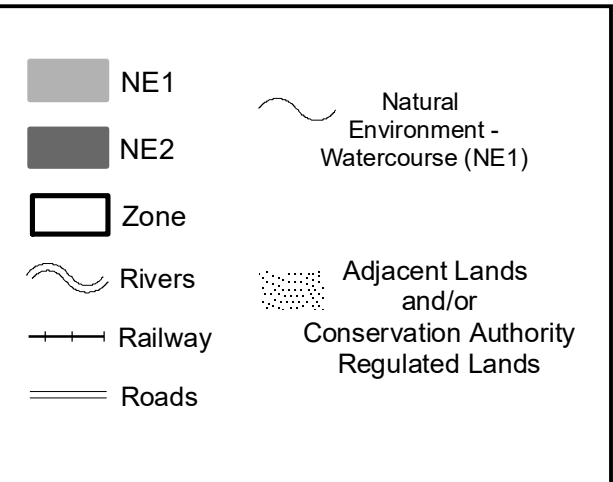 NE1
NE2
Zone
Rivers
Railway
Roads
Natural
Environment -
Watercourse (NE1)
Adjacent Lands
and/or
Conservation Authority
Regulated Lands